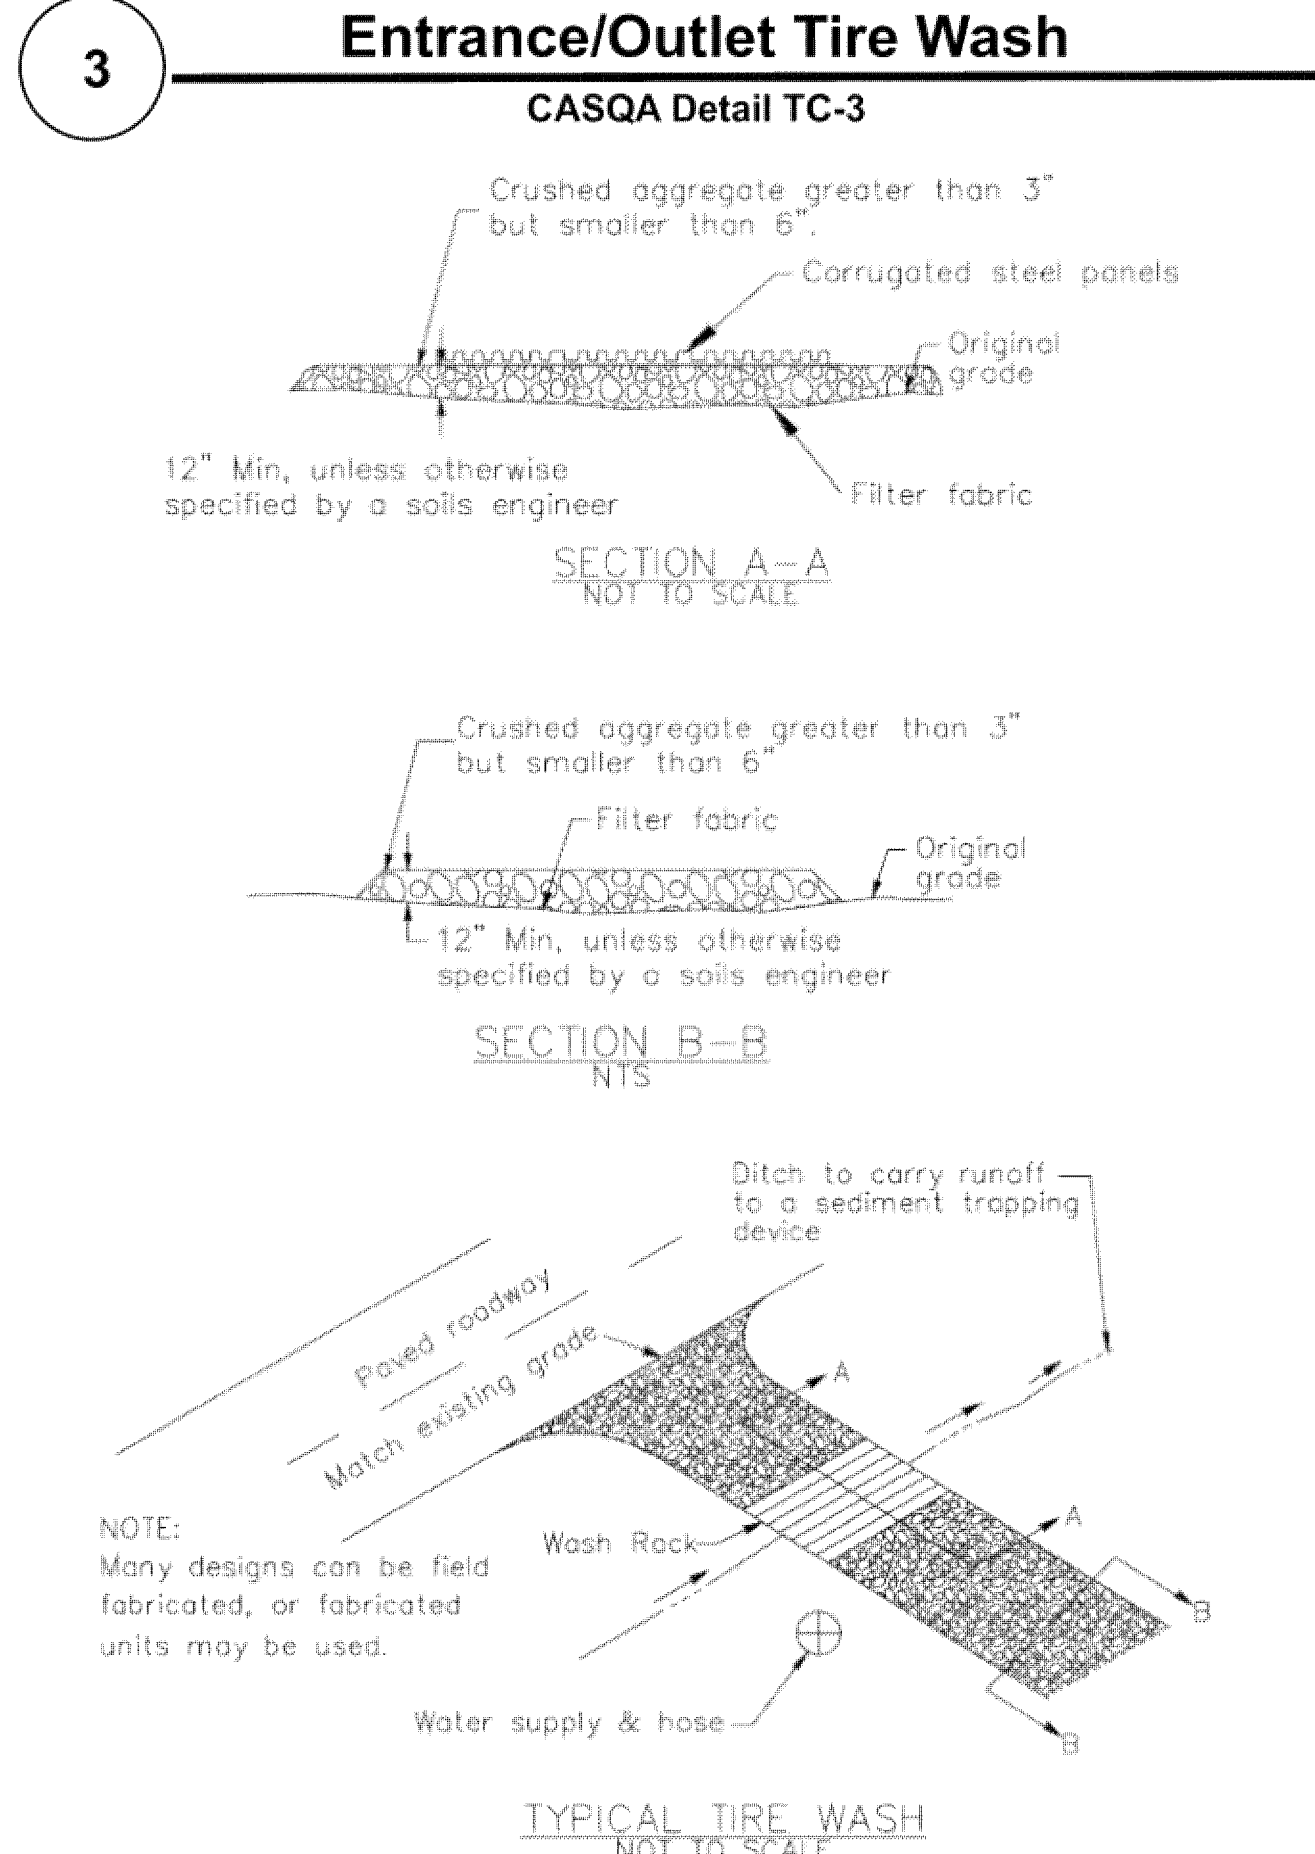 3
Entrance/Outlet Tire Wash
CASQA Detail TC-3
Crushed aggregate greater than 3"
but smaller than 6".
Corrugated steel panels
Original
grade
12" Min, unless otherwise
specified by a soils engineer
Filter fabric
SECTION A-A
NOT TO SCALE
Crushed aggregate greater than 3"
but smaller than 6"
Filter fabric
Original
grade
12" Min, unless otherwise
specified by a soils engineer
SECTION B-B
NTS
Ditch to carry runoff
to a sediment trapping
device
Paved roadway
Match existing grade
A
A
NOTE:
Many designs can be field
fabricated, or fabricated
units may be used.
Wash Rack
B
Water supply & hose
B
TYPICAL TIRE WASH
NOT TO SCALE